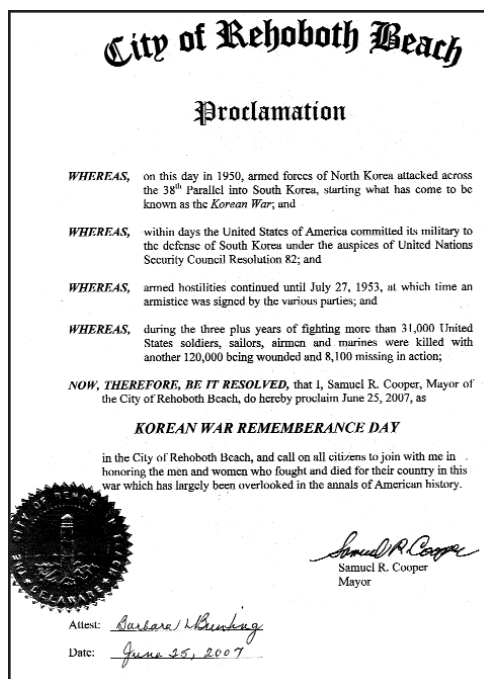 City of Rehoboth Beach
Proclamation
WHEREAS, on this day in 1950, armed forces of North Korea attacked across
the 38th Parallel into South Korea, starting what has come to be
known as the Korean War; and
WHEREAS, within days the United States of America committed its military to
the defense of South Korea under the auspices of United Nations
Security Council Resolution 82; and
WHEREAS, armed hostilities continued until July 27, 1953, at which time an
armistice was signed by the various parties; and
WHEREAS, during the three plus years of fighting more than 31,000 United
States soldiers, sailors, airmen and marines were killed with
another 120,000 being wounded and 8,100 missing in action;
NOW, THEREFORE, BE IT RESOLVED, that I, Samuel R. Cooper, Mayor of
the City of Rehoboth Beach, do hereby proclaim June 25, 2007, as
KOREAN WAR REMEMBERANCE DAY
in the City of Rehoboth Beach, and call on all citizens to join with me in
honoring the men and women who fought and died for their country in this
war which has largely been overlooked in the annals of American history.
THE CITY OF
DELAWARE
Samuel R Cooper
Samuel R. Cooper
Mayor
Attest: Barbara Bunting
Date: June 25, 2007